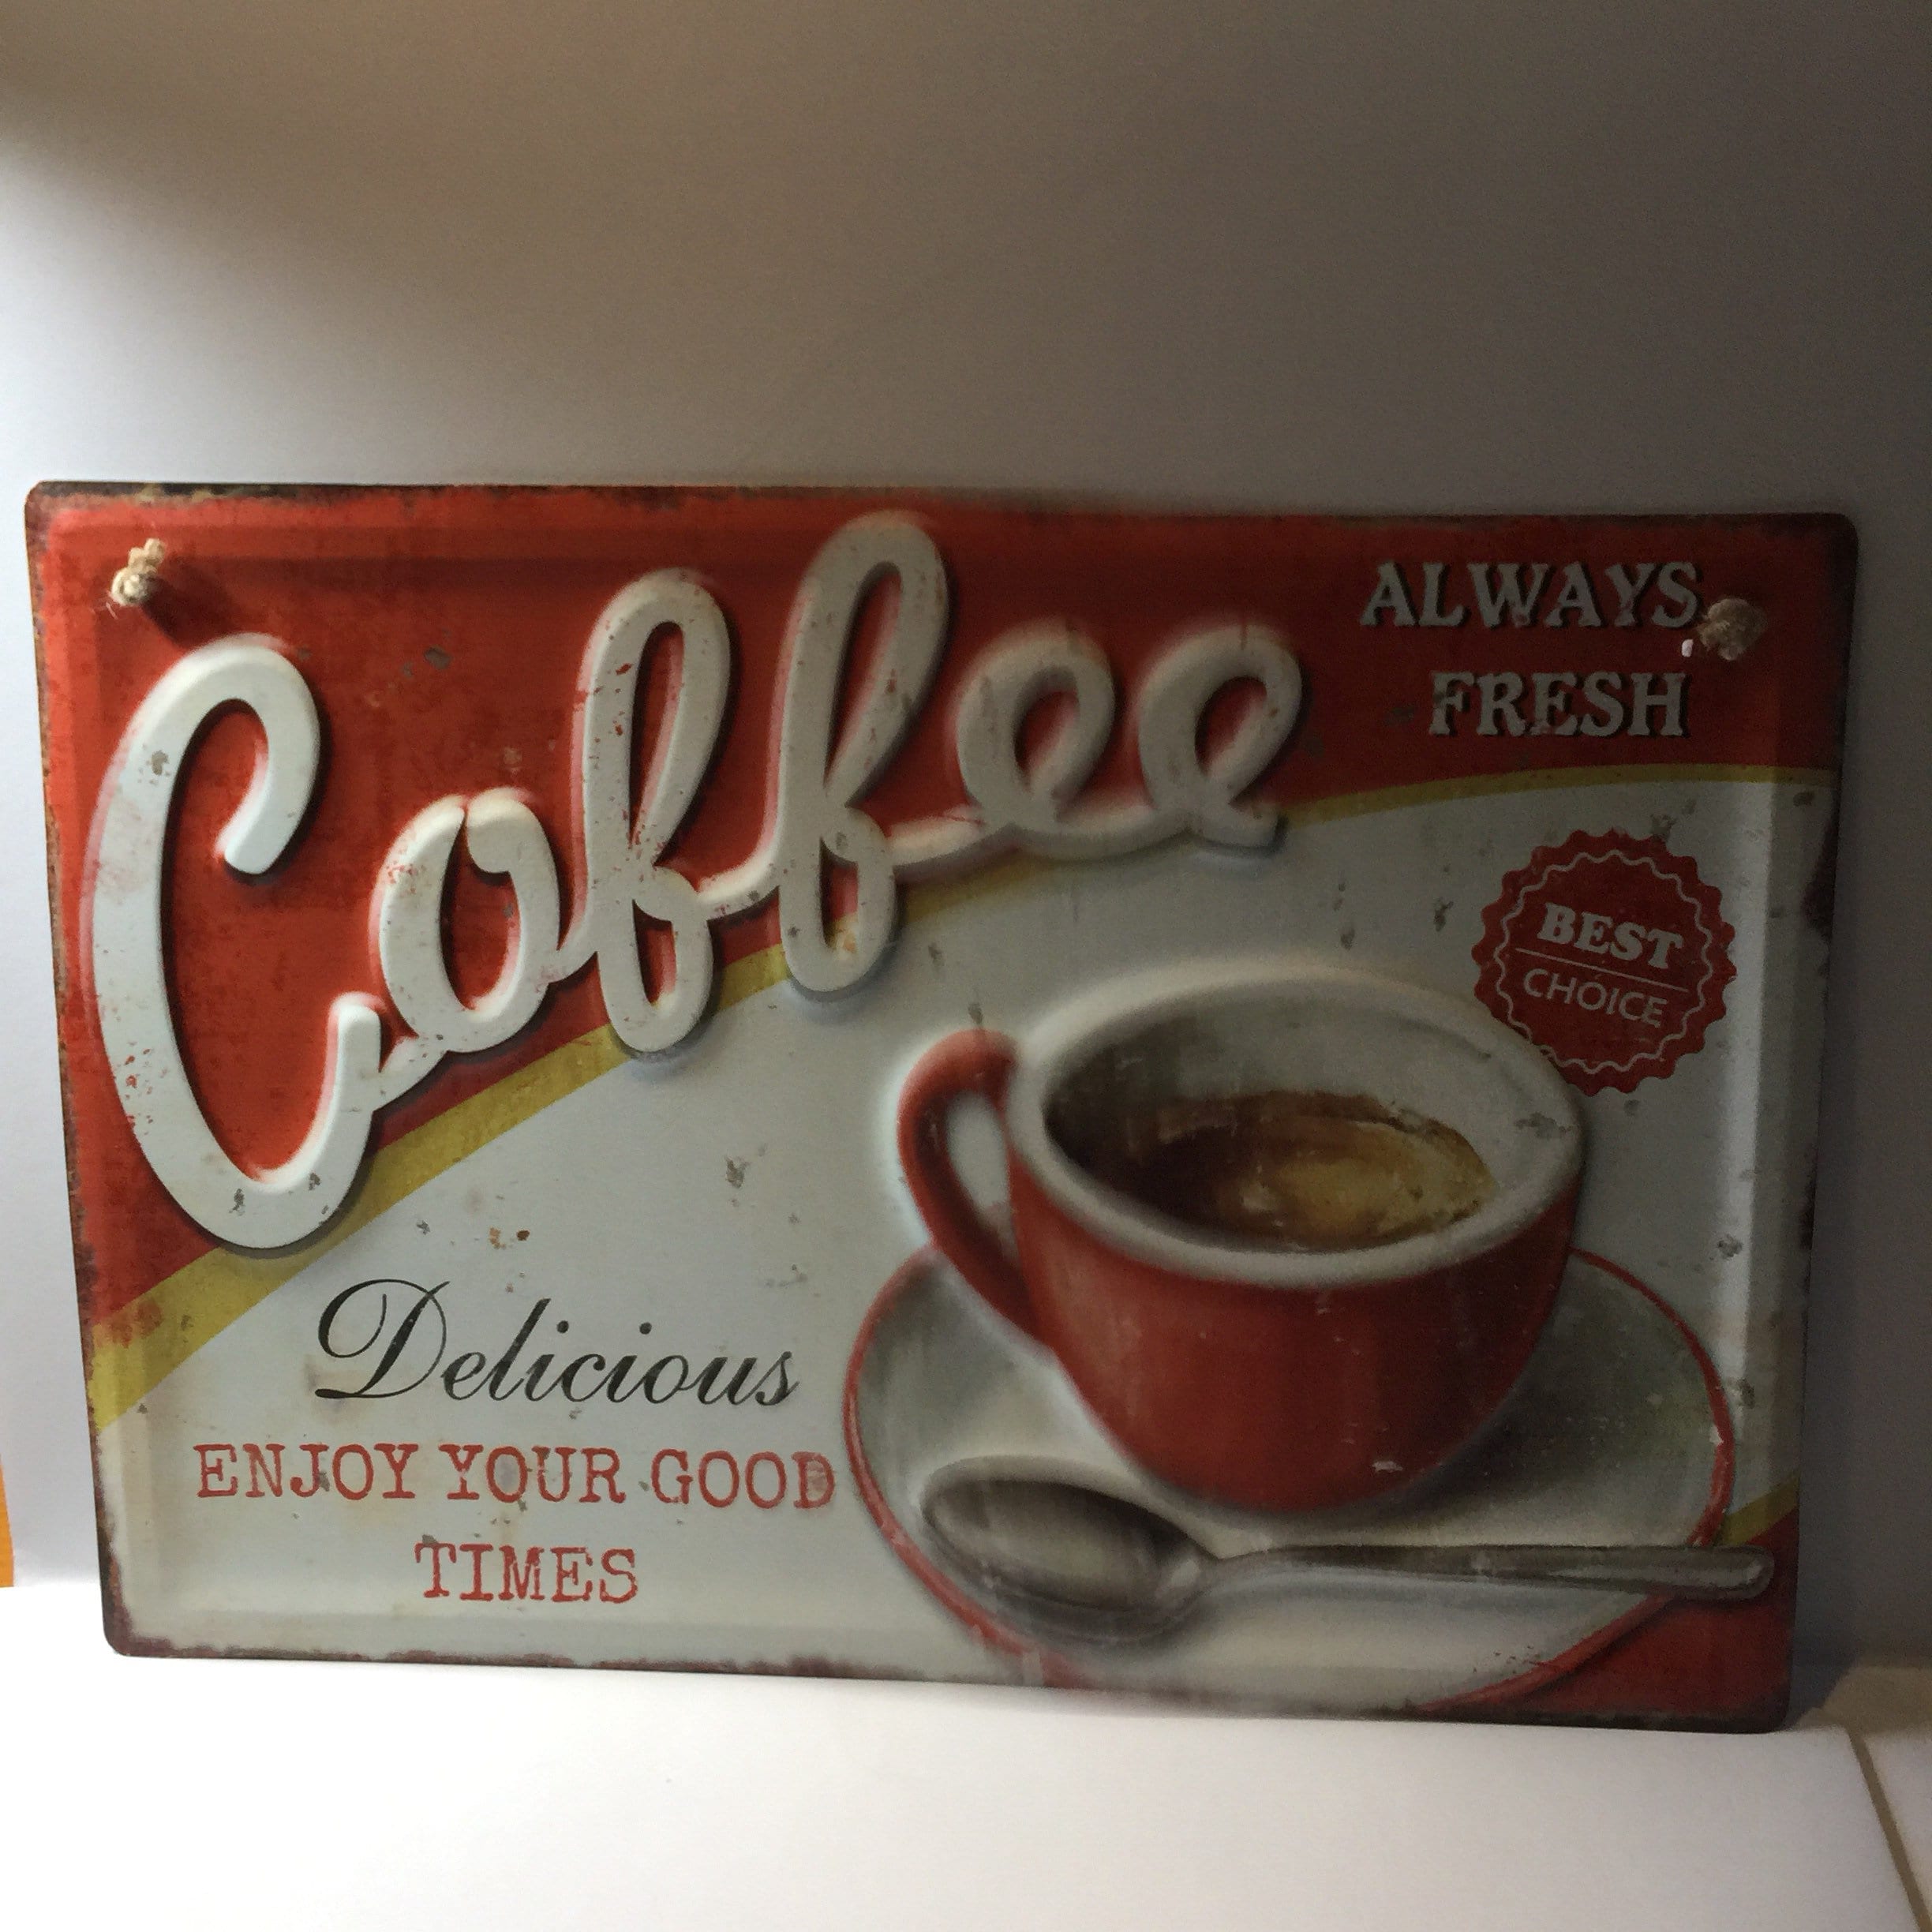 Coffee
ALWAYS
FRESH
BEST
CHOICE
Delicious
ENJOY YOUR GOOD
TIMES